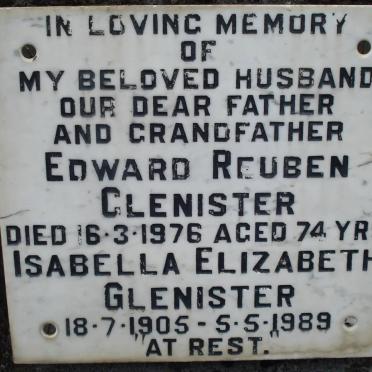 IN LOVING MEMORY
OF
MY BELOVED HUSBAND
OUR DEAR FATHER
AND GRANDFATHER
EDWARD REUBEN
GLENISTER
DIED 16·3·1976 AGED 74 YR
ISABELLA ELIZABETH
GLENISTER
18·7·1905 - 5·5·1989
"AT REST."